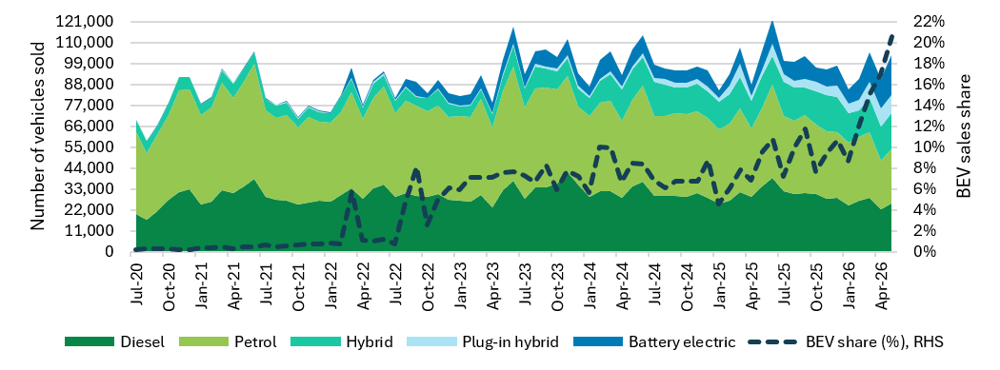 Number of vehicles sold
121,000
110,000
99,000
88,000
77,000
66,000
55,000
44,000
33,000
22,000
11,000
0
22%
20%
18%
16%
14%
12%
10%
8%
6%
4%
2%
0%
BEV sales share
Jul-20
Oct-20
Jan-21
Apr-21
Jul-21
Oct-21
Jan-22
Apr-22
Jul-22
Oct-22
Jan-23
Apr-23
Jul-23
Oct-23
Jan-24
Apr-24
Jul-24
Oct-24
Jan-25
Apr-25
Jul-25
Oct-25
Jan-26
Apr-26
Diesel Petrol Hybrid Plug-in hybrid Battery electric BEV share (%), RHS